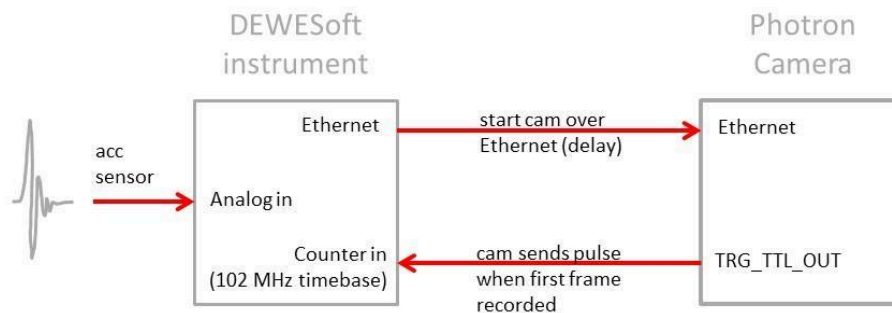 DEWESoft
instrument
Photron
Camera
Ethernet
start cam over
Ethernet (delay)
Ethernet
acc
sensor
Analog in
Counter in
(102 MHz timebase)
cam sends pulse
when first frame
recorded
TRG_TTL_OUT